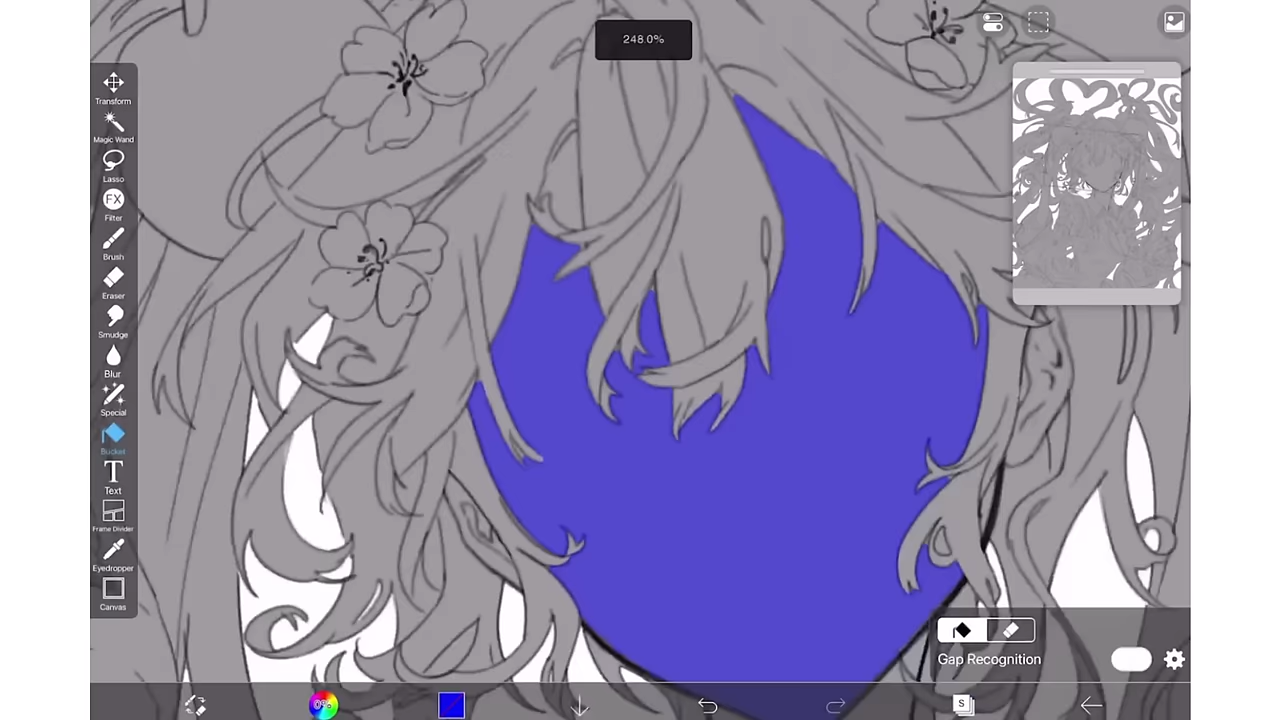 248.0%
Transform
Magic Wand
Lasso
FX
Filter
Brush
Eraser
Smudge
Blur
Special
Bucket
T
Text
Frame Divider
Eyedropper
Canvas
Gap Recognition
0%
S